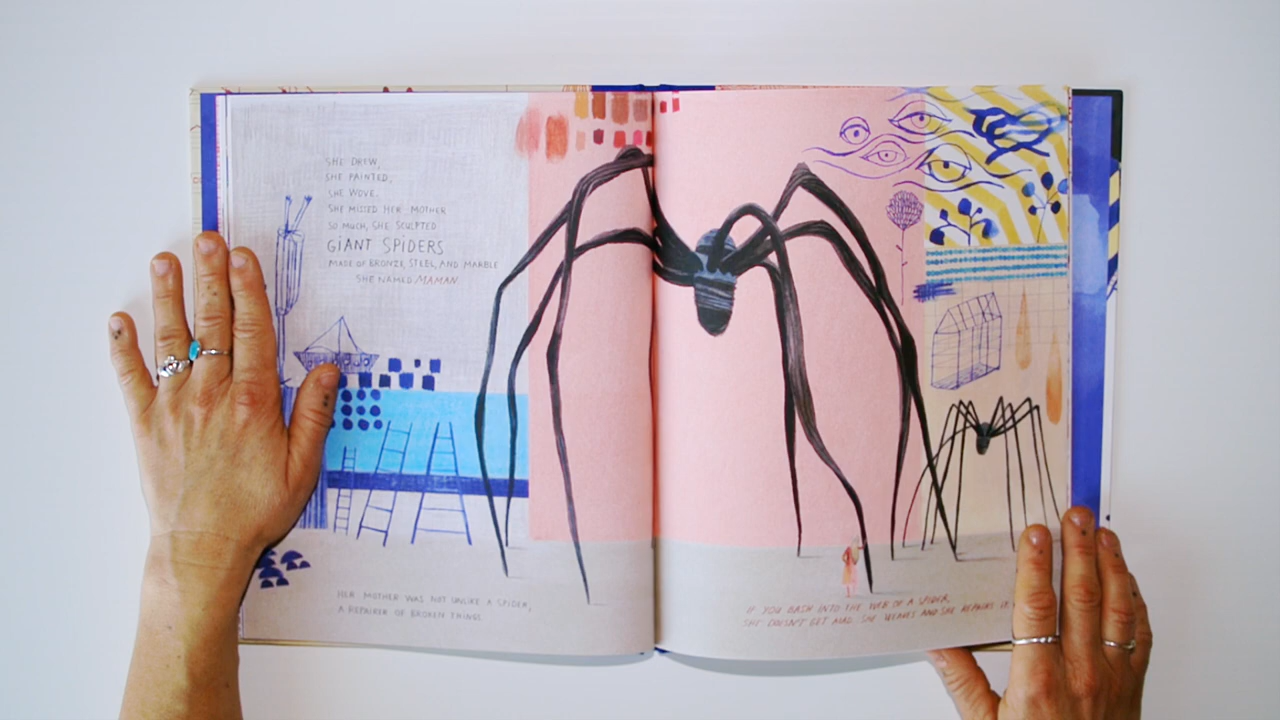 SHE DREW,
SHE PAINTED,
SHE WOVE.
SHE MISSED HER MOTHER
SO MUCH, SHE SCULPTED
GIANT SPIDERS
MADE OF BRONZE, STEEL, AND MARBLE
SHE NAMED MAMAN.
HER MOTHER WAS NOT UNLIKE A SPIDER,
A REPAIRER OF BROKEN THINGS.
IF YOU BASH INTO THE WEB OF A SPIDER,
SHE DOESN'T GET MAD. SHE WEAVES AND SHE REPAIRS IT.